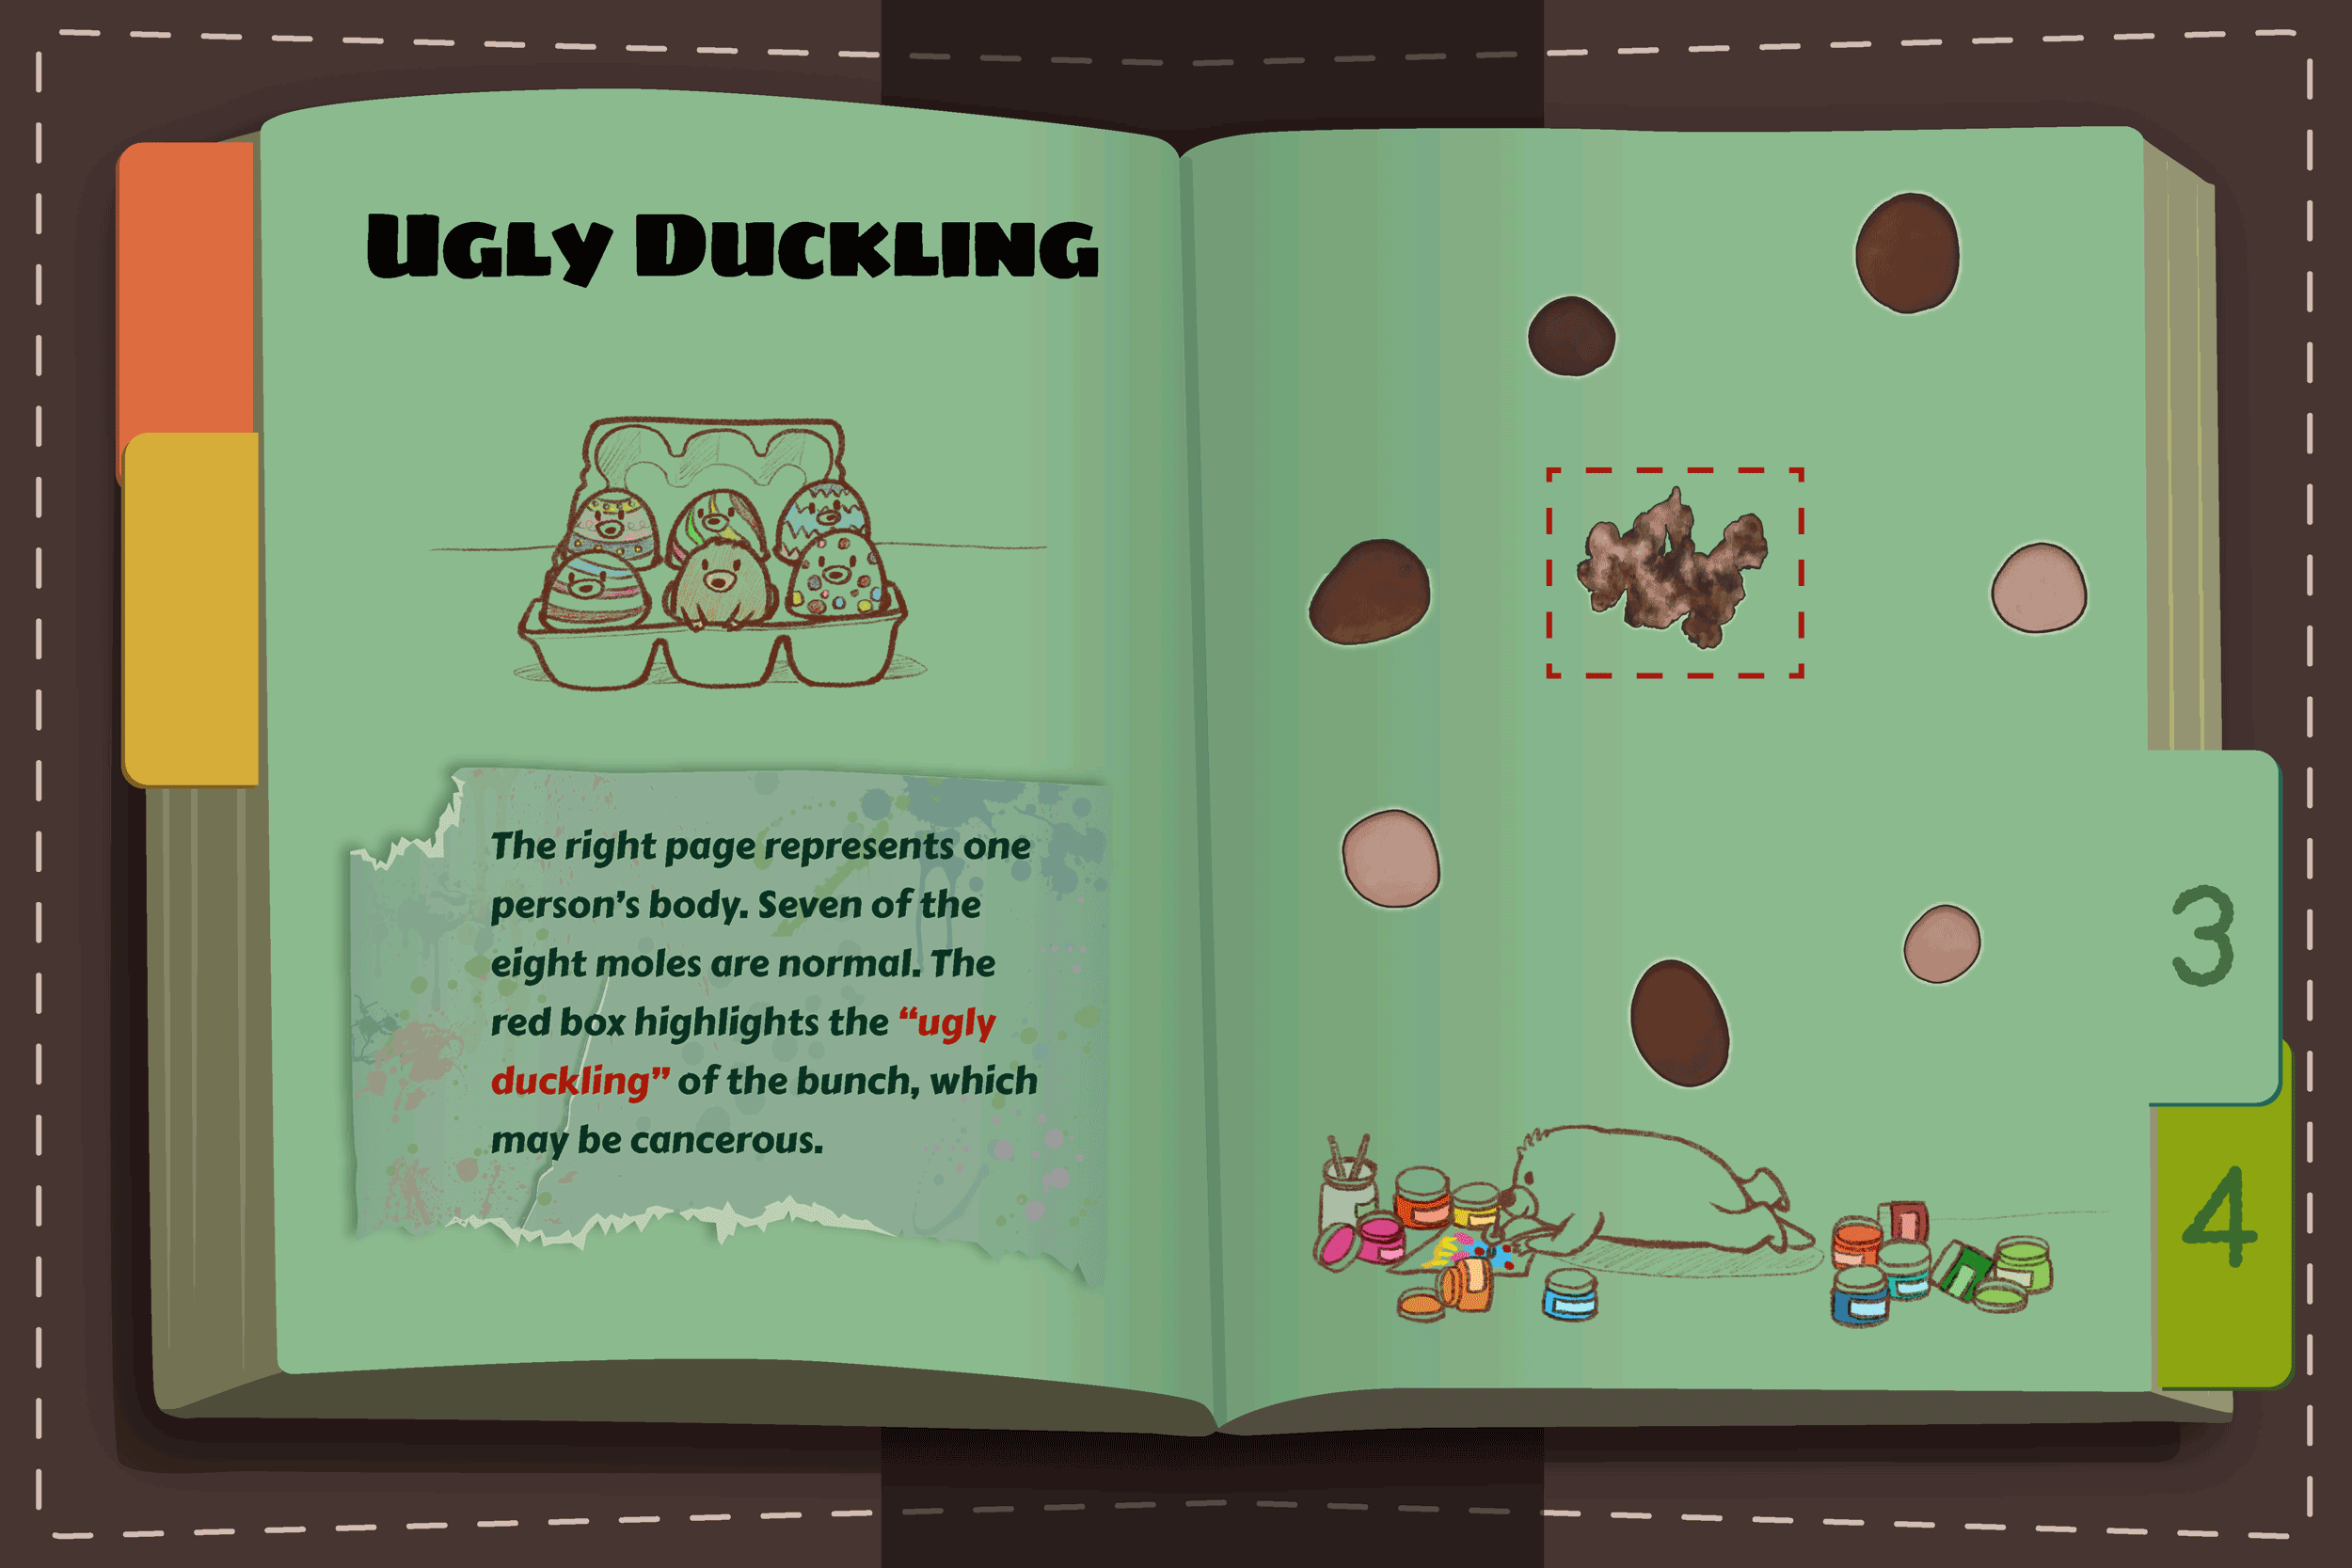 Ugly Duckling
The right page represents one
person's body. Seven of the
eight moles are normal. The
red box highlights the "ugly
duckling" of the bunch, which
may be cancerous.
3
4